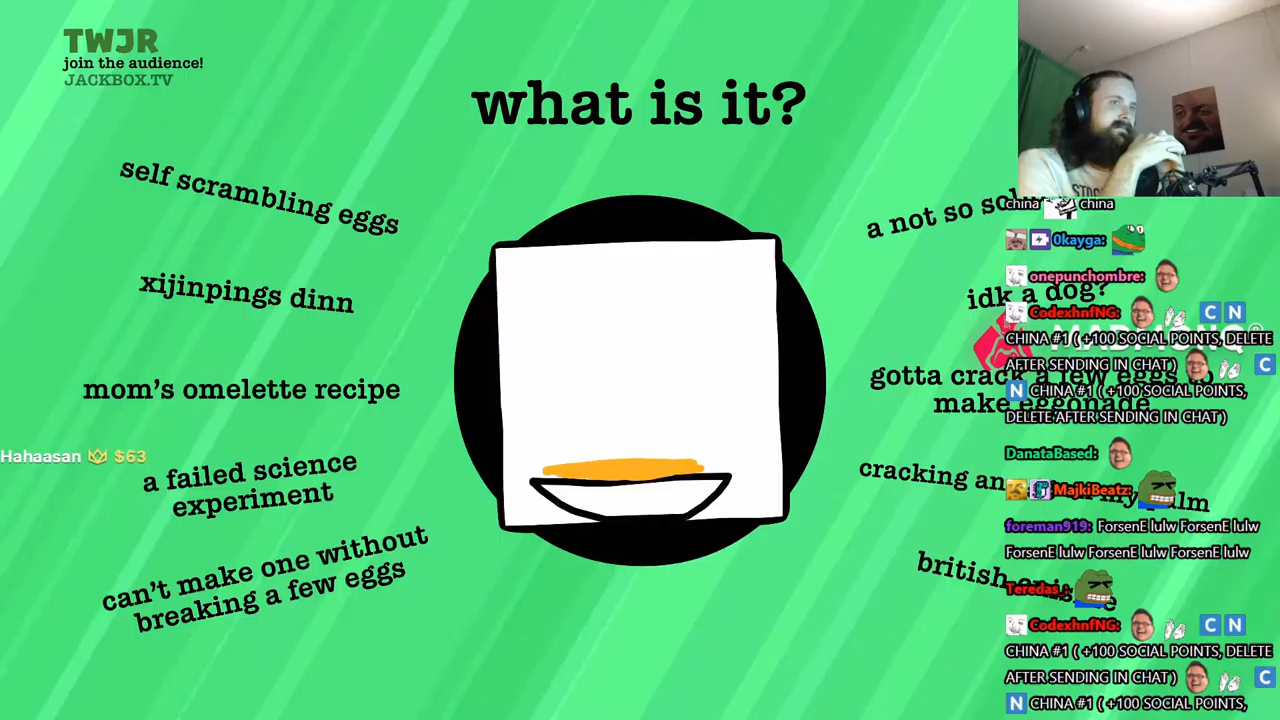 TWJR
join the audience!
JACKBOX.TV
what is it?
self scrambling eggs
xijinpings dinn
mom's omelette recipe
a failed science
experiment
can't make one without
breaking a few eggs
a not so
idk a dog?
gotta crack a few eggs to
make eggonade
cracking an
british
Hahaasan $63
china china
0kayga:
onepunchombre:
CodexhnfNG: C N
CHINA #1 ( +100 SOCIAL POINTS, DELETE
AFTER SENDING IN CHAT ) C
N CHINA #1 ( +100 SOCIAL POINTS,
DELETE AFTER SENDING IN CHAT )
DanataBased:
MajkiBeatz:
foreman919: ForsenE lulw ForsenE lulw
ForsenE lulw ForsenE lulw ForsenE lulw
Teredas:
CodexhnfNG: C N
CHINA #1 ( +100 SOCIAL POINTS, DELETE
AFTER SENDING IN CHAT ) C
N CHINA #1 ( +100 SOCIAL POINTS,